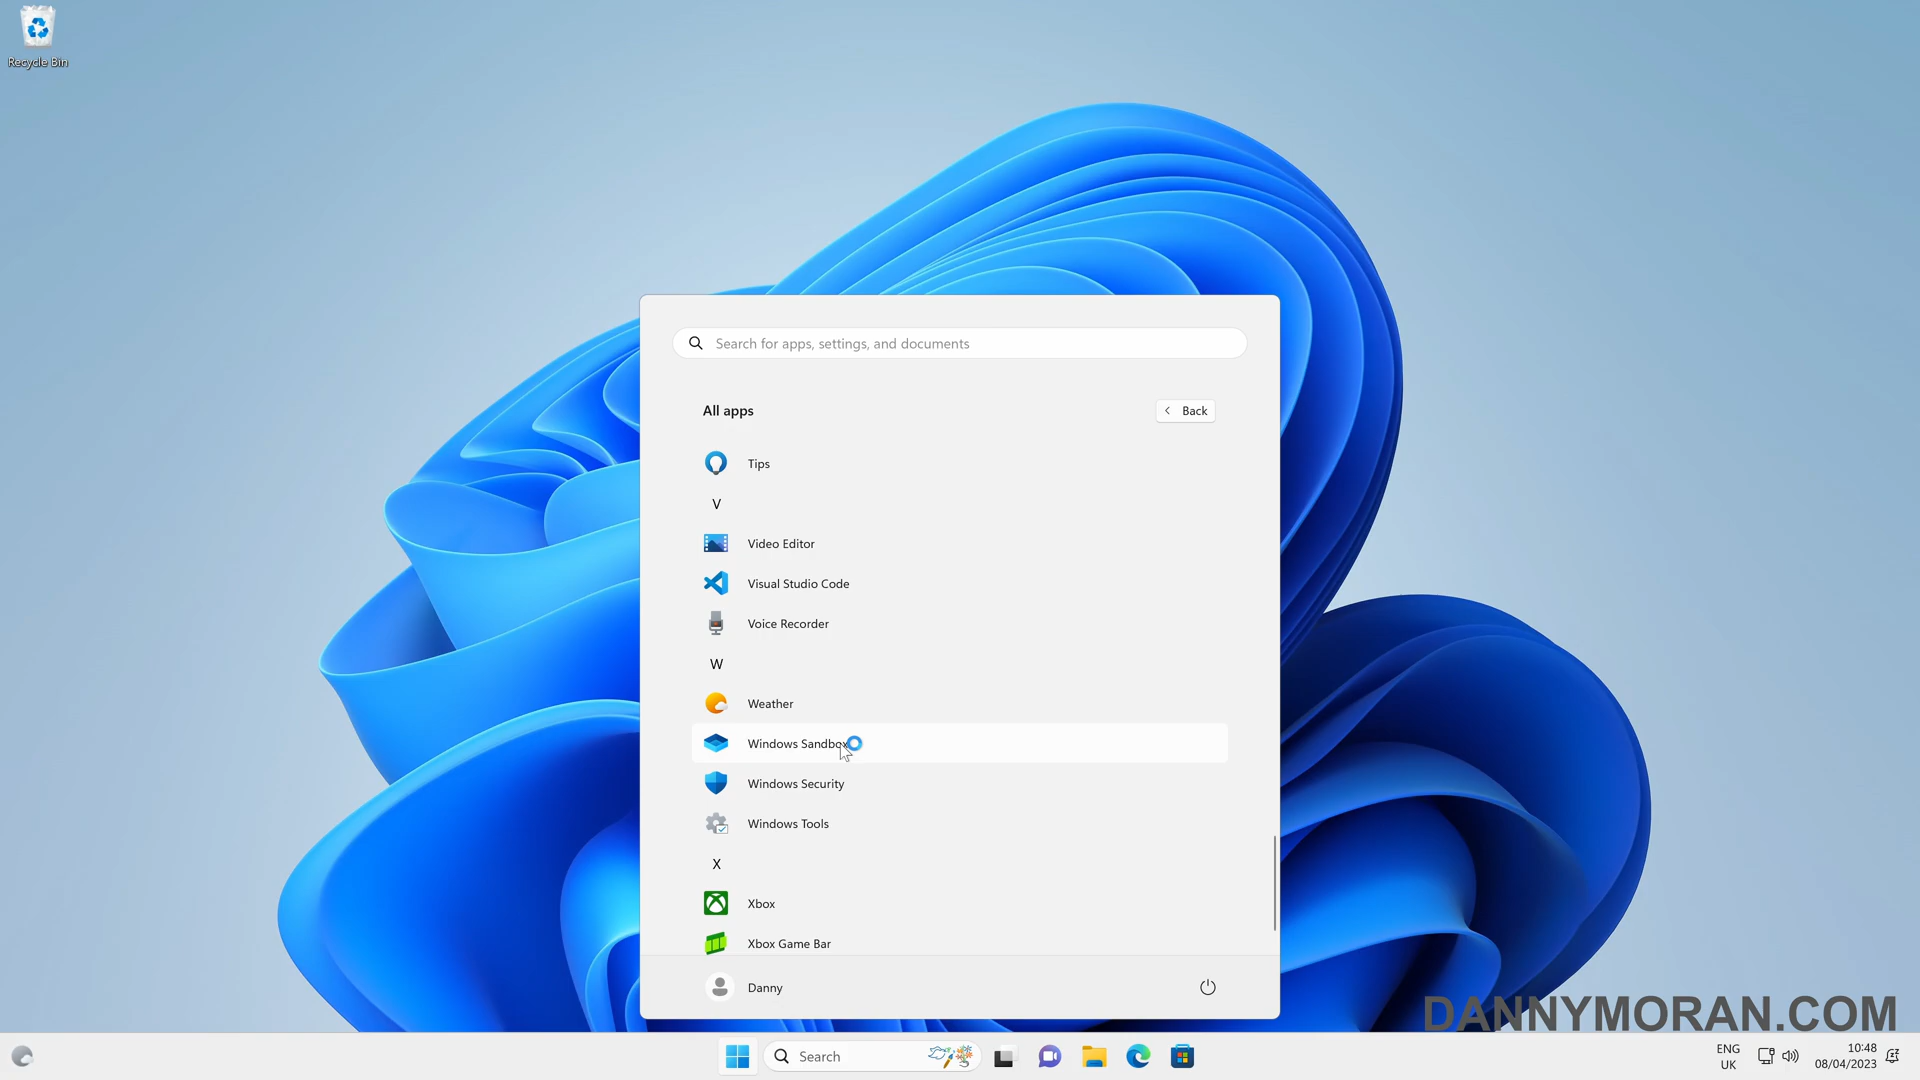 Recycle Bin
Search for apps, settings, and documents
All apps
Back
Tips
V
Video Editor
Visual Studio Code
Voice Recorder
W
Weather
Windows Sandbox
Windows Security
Windows Tools
X
Xbox
Xbox Game Bar
Danny
DANNYMORAN.COM
Search
ENG
UK
10:48
08/04/2023